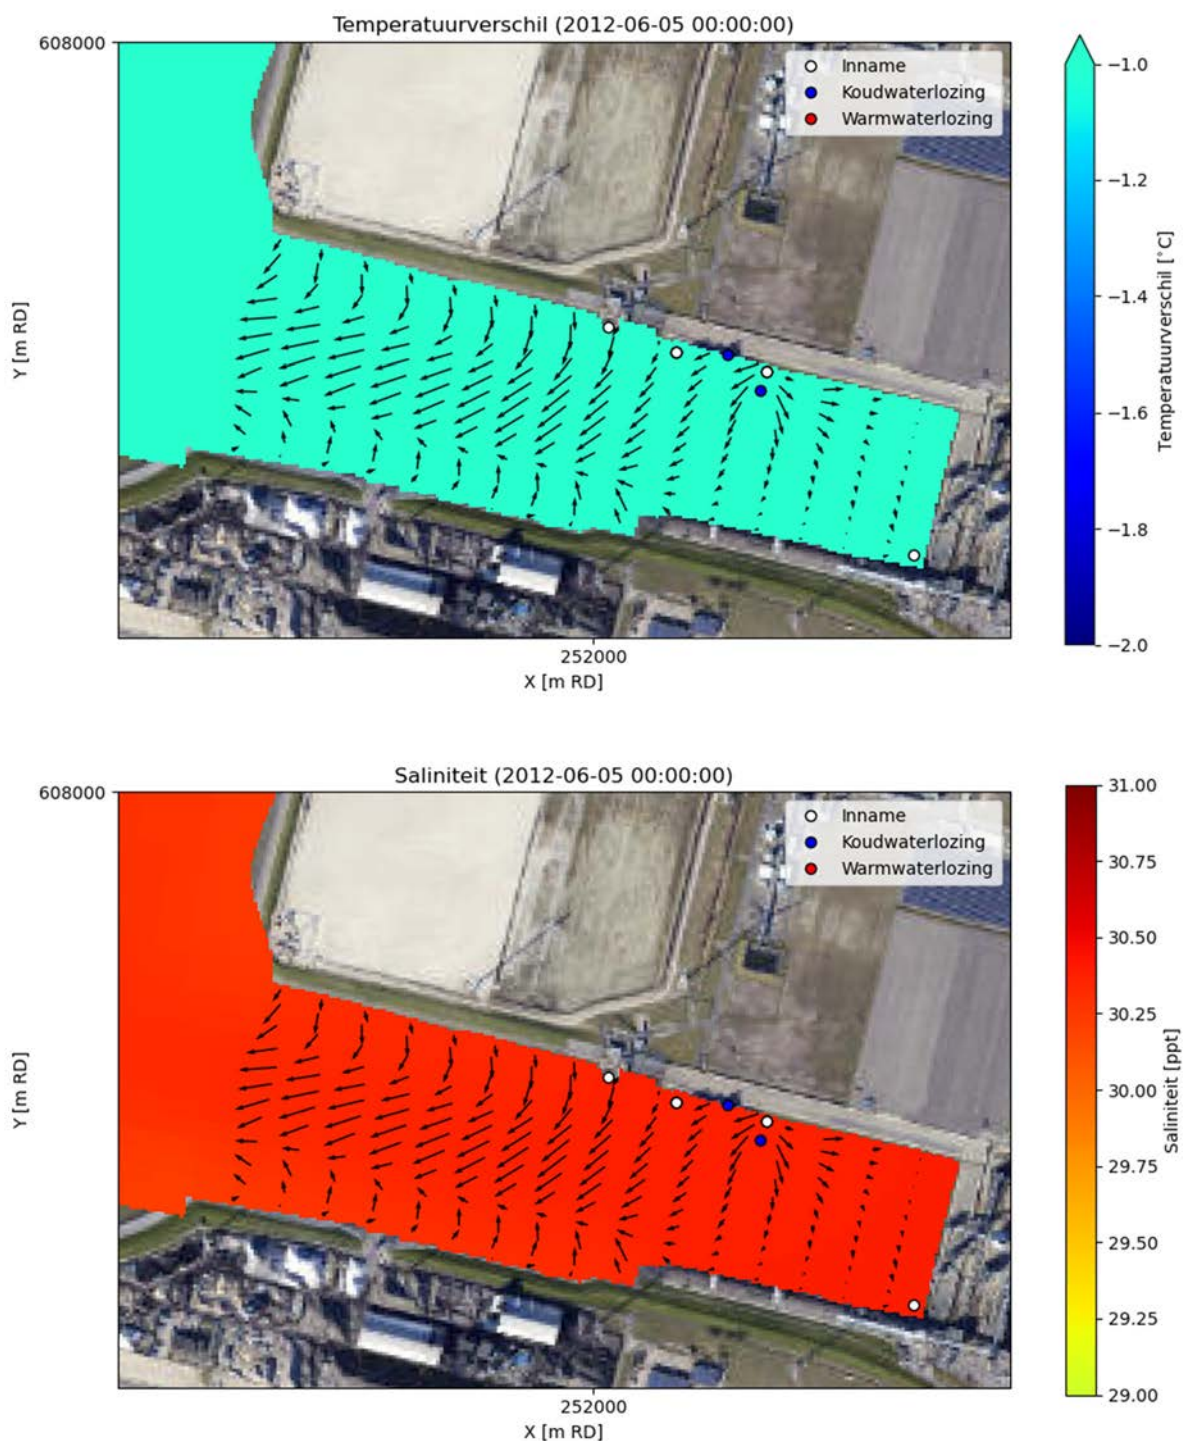 Temperatuurverschil (2012-06-05 00:00:00)
608000
Inname
Koudwaterlozing
Warmwaterlozing
Y [m RD]
252000
X [m RD]
−1.0
−1.2
−1.4
−1.6
−1.8
−2.0
Temperatuurverschil [°C]
Saliniteit (2012-06-05 00:00:00)
608000
Inname
Koudwaterlozing
Warmwaterlozing
Y [m RD]
252000
X [m RD]
31.00
30.75
30.50
30.25
30.00
29.75
29.50
29.25
29.00
Saliniteit [ppt]